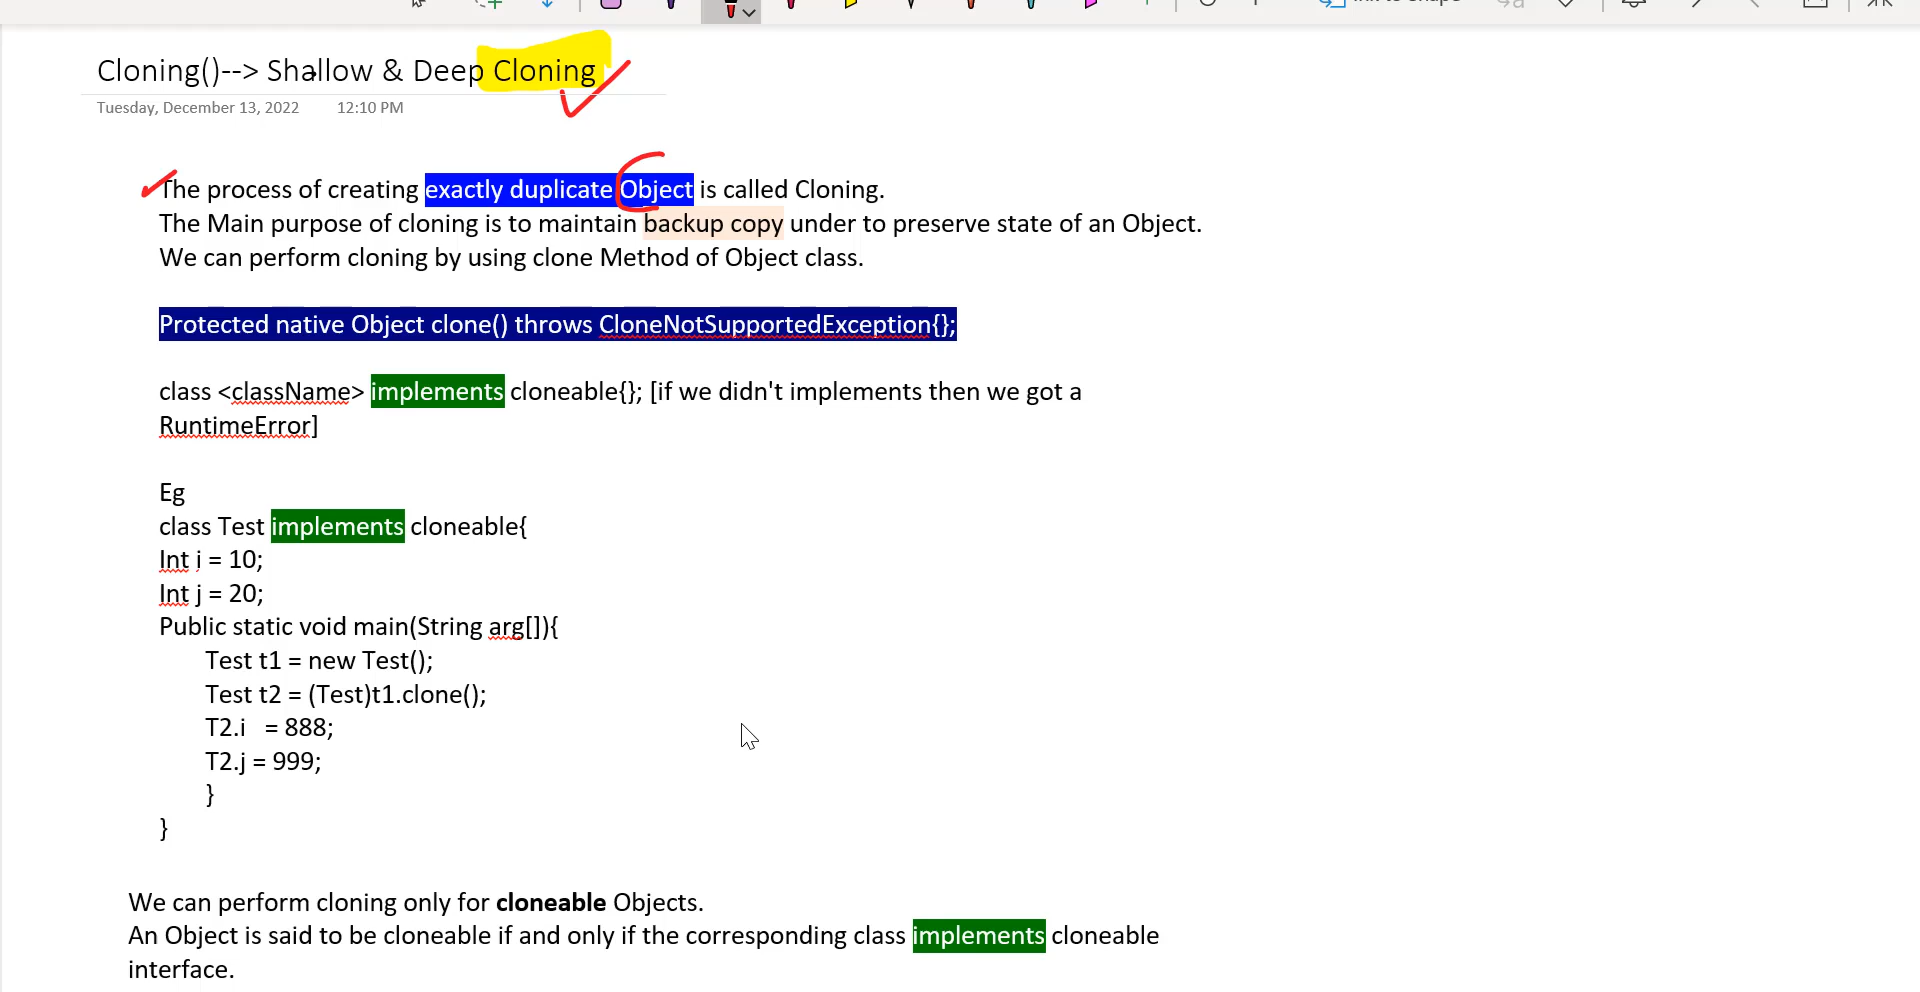 Cloning()--> Shallow & Deep Cloning
Tuesday, December 13, 2022 12:10 PM
The process of creating exactly duplicate Object is called Cloning.
The Main purpose of cloning is to maintain backup copy under to preserve state of an Object.
We can perform cloning by using clone Method of Object class.
Protected native Object clone() throws CloneNotSupportedException{};
class <className> implements cloneable{}; [if we didn't implements then we got a
RuntimeError]
Eg
class Test implements cloneable{
Int i = 10;
Int j = 20;
Public static void main(String arg[]){
Test t1 = new Test();
Test t2 = (Test)t1.clone();
T2.i = 888;
T2.j = 999;
}
}
We can perform cloning only for cloneable Objects.
An Object is said to be cloneable if and only if the corresponding class implements cloneable
interface.